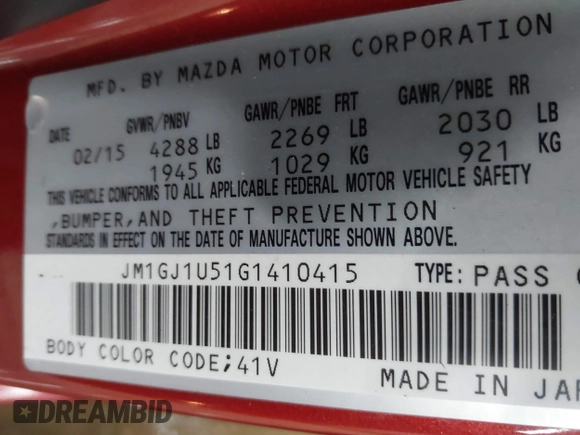 MFD. BY MAZDA MOTOR CORPORATION
DATE GVWR/PNBV GAWR/PNBE FRT GAWR/PNBE RR
02/15 4288 LB 2269 LB 2030 LB
1945 KG 1029 KG 921 KG
THIS VEHICLE CONFORMS TO ALL APPLICABLE FEDERAL MOTOR VEHICLE SAFETY
,BUMPER,AND THEFT PREVENTION
STANDARDS IN EFFECT ON THE DATE OF MANUFACTURE SHOWN ABOVE.
JM1GJ1U51G1410415 TYPE: PASS
BODY COLOR CODE;41V
MADE IN
DREAMBID